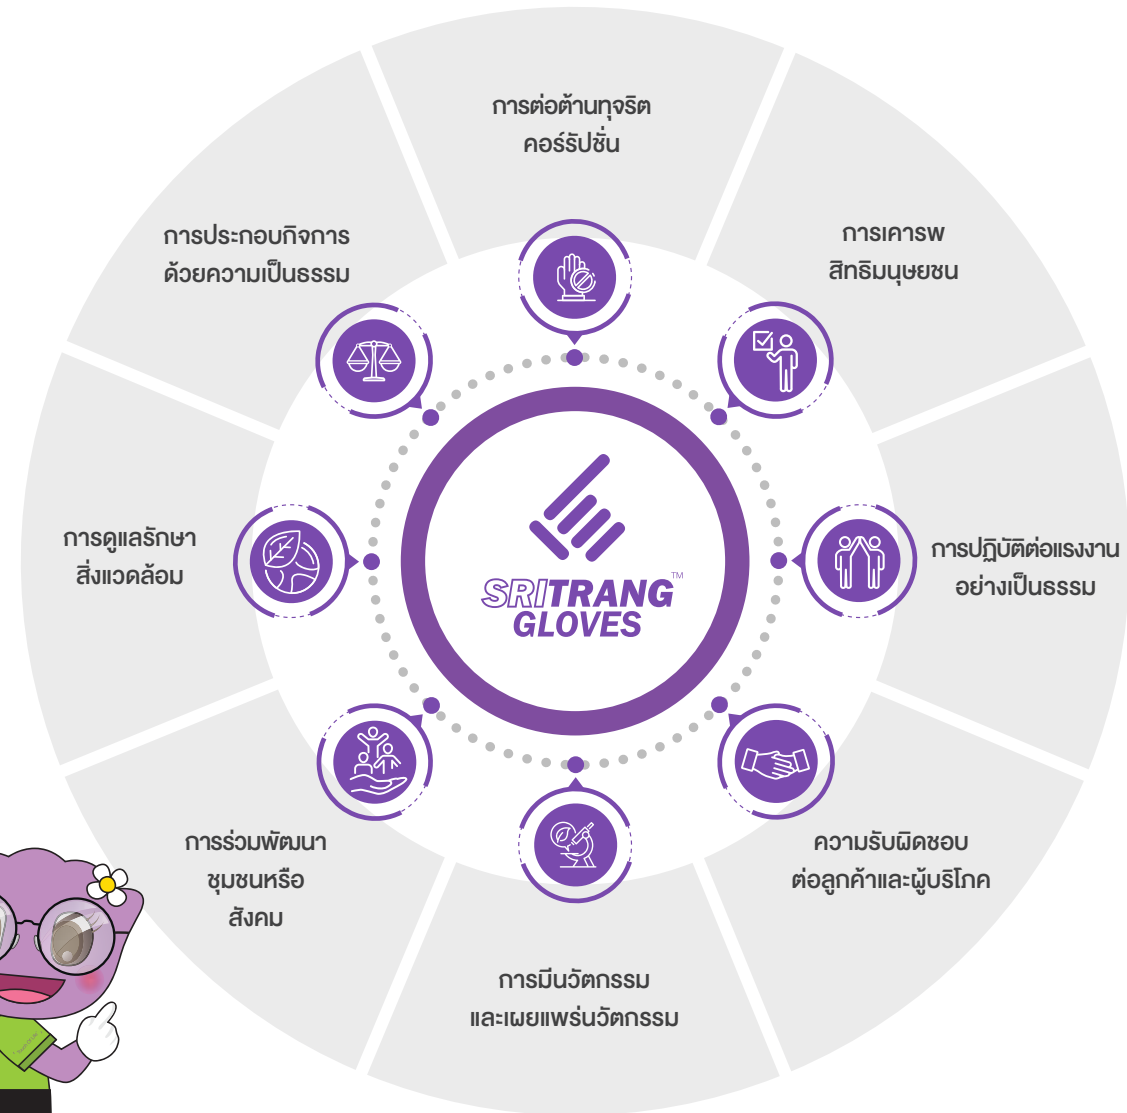 การต่อต้านทุจริต
คอร์รัปชั่น
การเคารพ
สิทธิมนุษยชน
การปฏิบัติต่อแรงงาน
อย่างเป็นธรรม
ความรับผิดชอบ
ต่อลูกค้าและผู้บริโภค
การมีนวัตกรรม
และเผยแพร่นวัตกรรม
การร่วมพัฒนา
ชุมชนหรือ
สังคม
การดูแลรักษา
สิ่งแวดล้อม
การประกอบกิจการ
ด้วยความเป็นธรรม
SRITRANG™
GLOVES